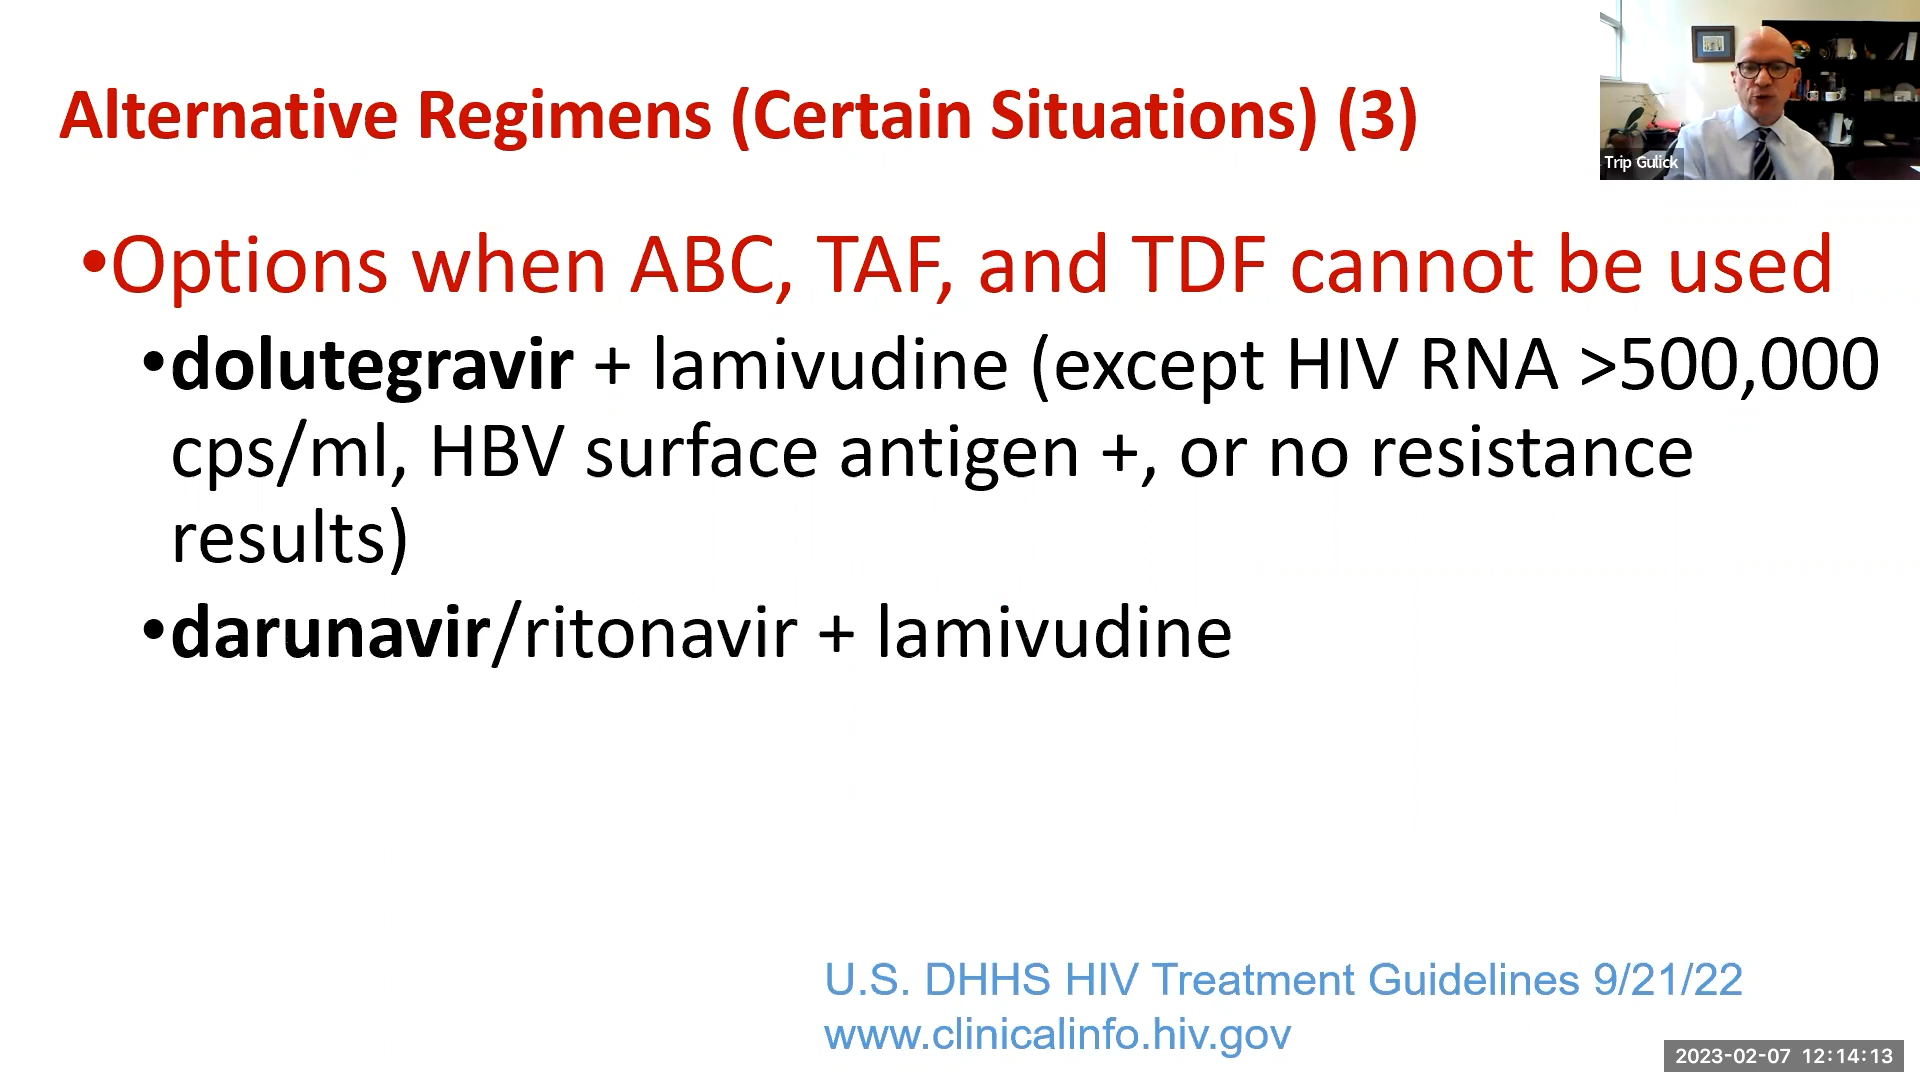 Alternative Regimens (Certain Situations) (3)
Trip Gulick
•Options when ABC, TAF, and TDF cannot be used
•dolutegravir + lamivudine (except HIV RNA >500,000
cps/ml, HBV surface antigen +, or no resistance
results)
•darunavir/ritonavir + lamivudine
U.S. DHHS HIV Treatment Guidelines 9/21/22
www.clinicalinfo.hiv.gov
2023-02-07 12:14:13